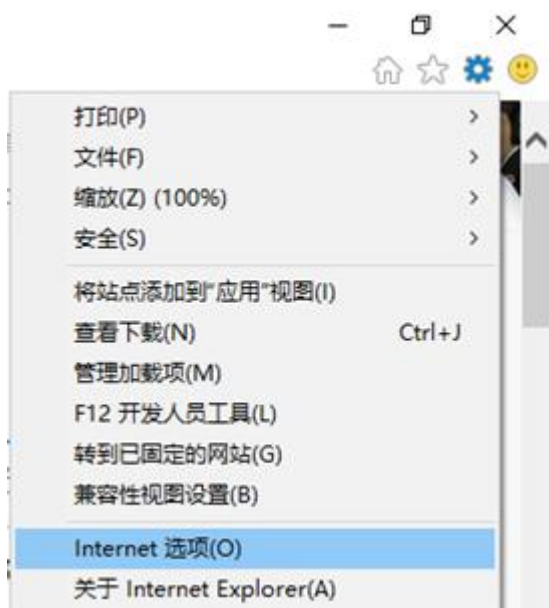 打印(P)
文件(F)
缩放(Z) (100%)
安全(S)
将站点添加到"应用"视图(I)
查看下载(N) Ctrl+J
管理加载项(M)
F12 开发人员工具(L)
转到已固定的网站(G)
兼容性视图设置(B)
Internet 选项(O)
关于 Internet Explorer(A)